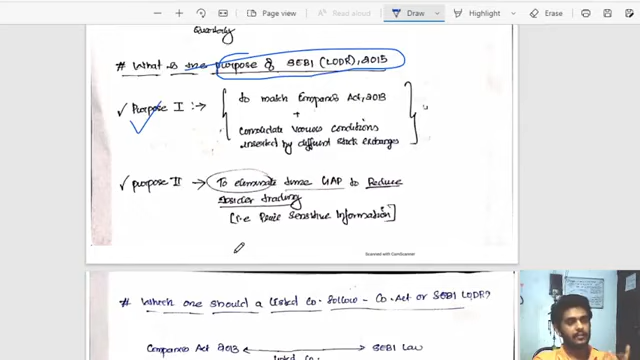 Read aloud
Draw
Highlight
Erase
Quarterly
# What is the purpose of SEBI (LODR), 2015
✓ Purpose I :→
to match Companies Act, 2013
+
Consolidate various conditions
inserted by different stock exchanges
✓ purpose II →
To eliminate time GAP to Reduce
Insider trading
[i.e Price Sensitive Information]
Scanned with CamScanner
# Which one should a listed Co. follow - Co. Act or SEBI LODR?
Companies Act 2013
SEBI Law
listed Co.